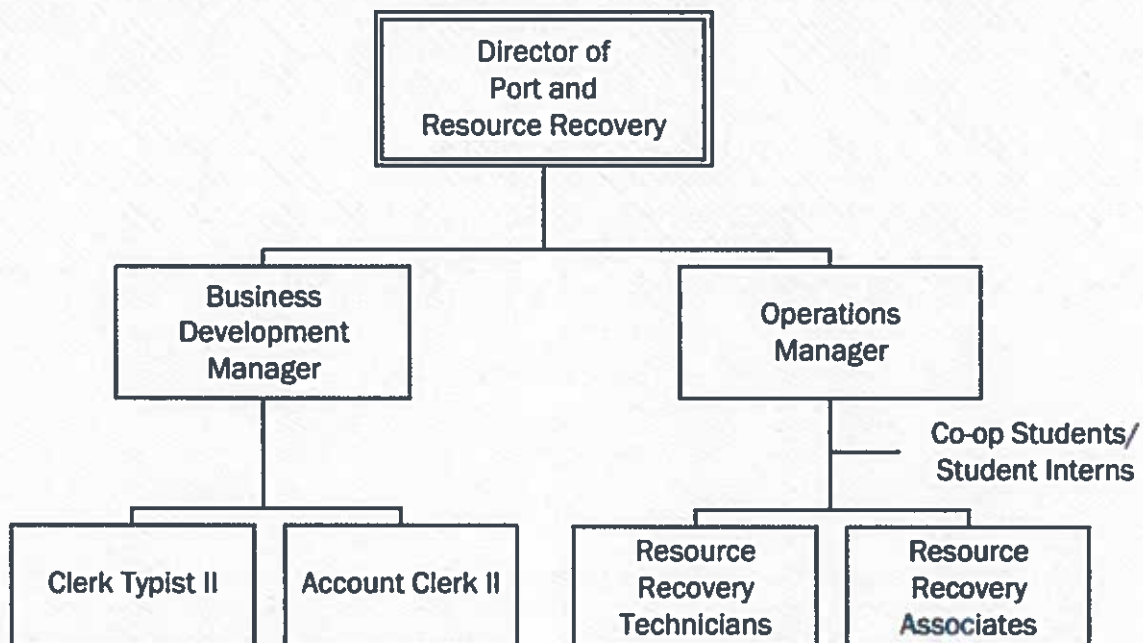 Director of
Port and
Resource Recovery
Business
Development
Manager
Operations
Manager
Co-op Students/
Student Interns
Clerk Typist II
Account Clerk II
Resource
Recovery
Technicians
Resource
Recovery
Associates